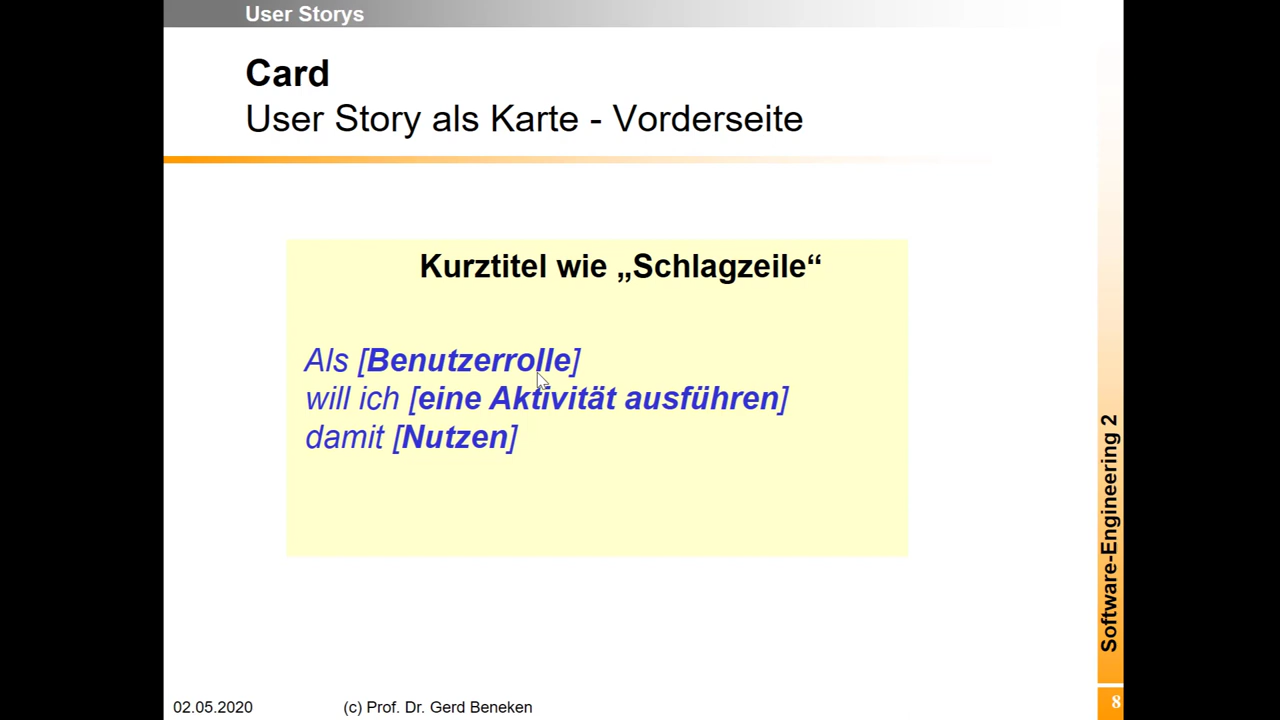 User Storys
Card
User Story als Karte - Vorderseite
Kurztitel wie „Schlagzeile“
Als [Benutzerrolle]
will ich [eine Aktivität ausführen]
damit [Nutzen]
Software-Engineering 2
02.05.2020
(c) Prof. Dr. Gerd Beneken
8